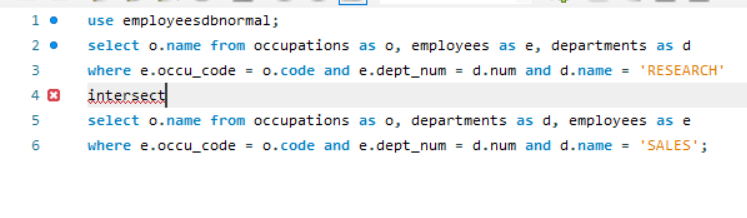 1 use employeesdbnormal;
2 select o.name from occupations as o, employees as e, departments as d
3 where e.occu_code = o.code and e.dept_num = d.num and d.name = 'RESEARCH'
4 intersect
5 select o.name from occupations as o, departments as d, employees as e
6 where e.occu_code = o.code and e.dept_num = d.num and d.name = 'SALES';